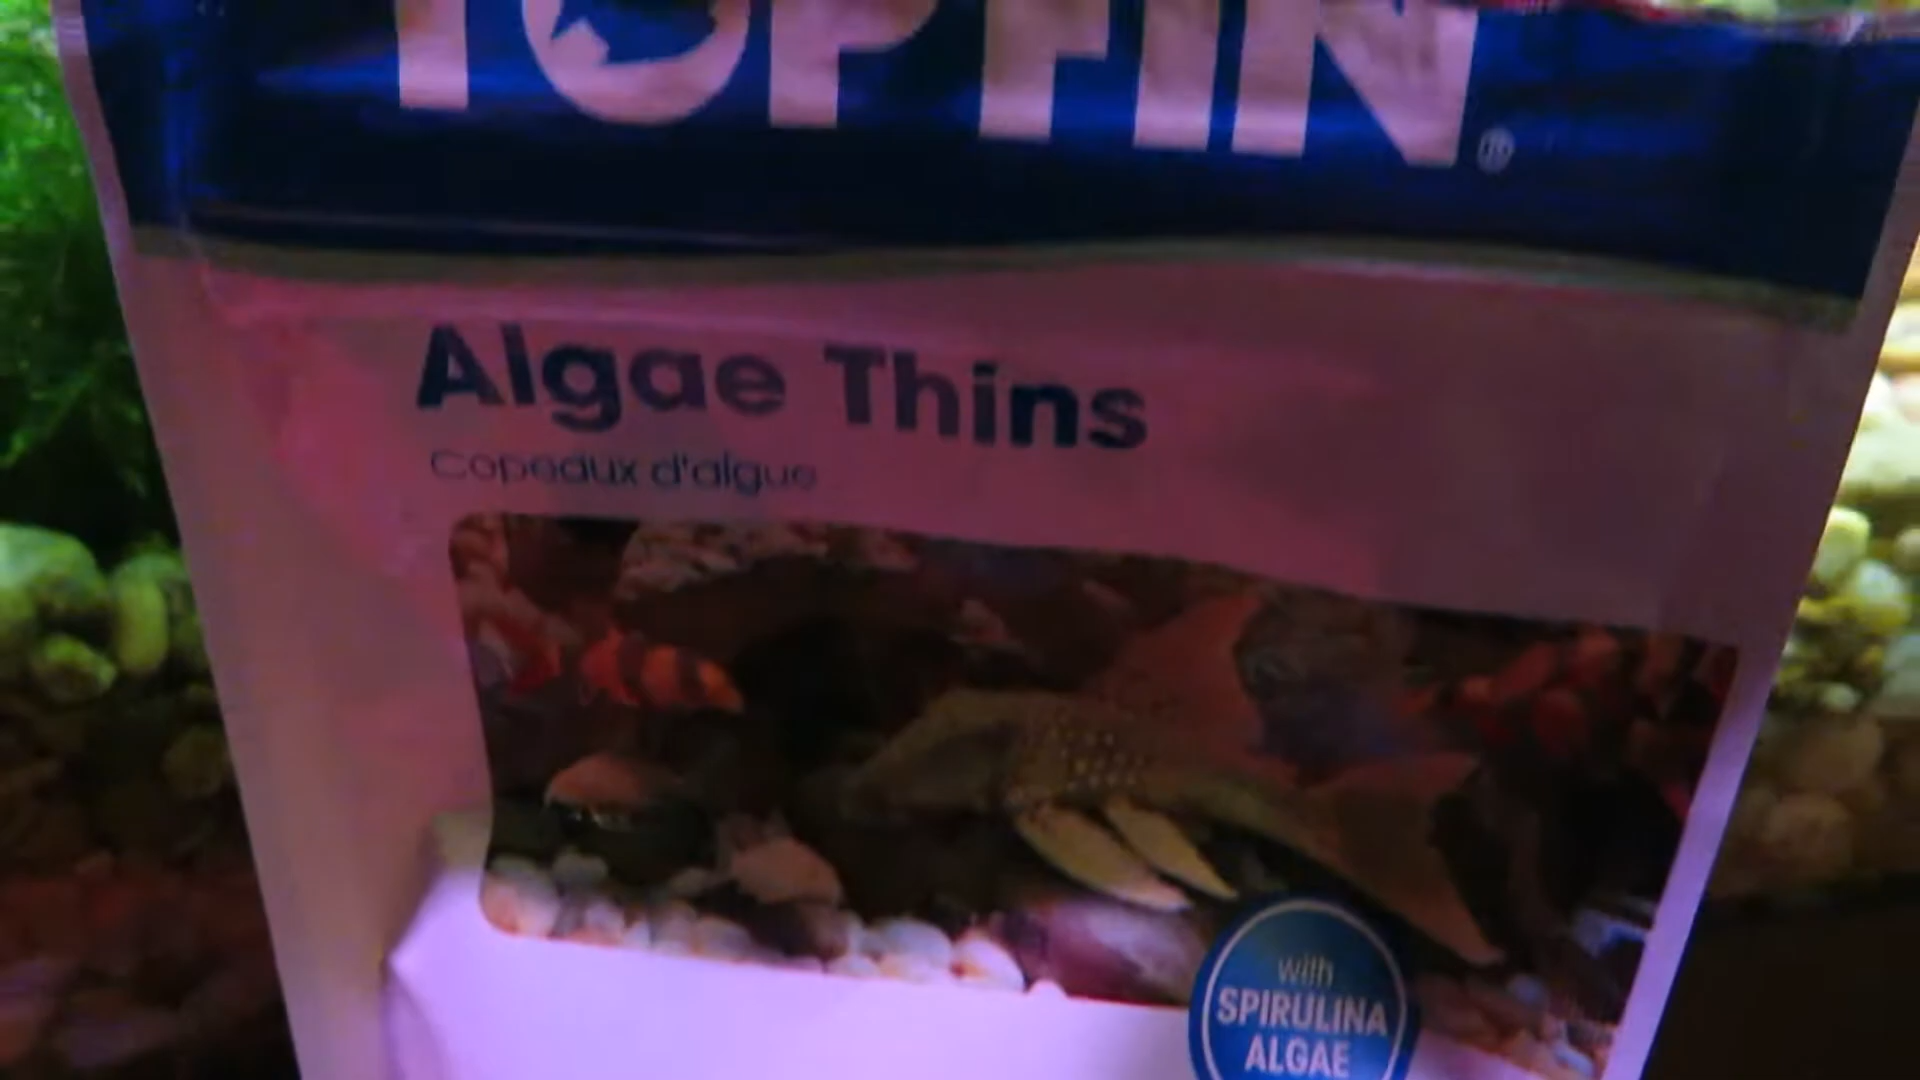 TOPFIN®
Algae Thins
Copeaux d'algue
with
SPIRULINA
ALGAE